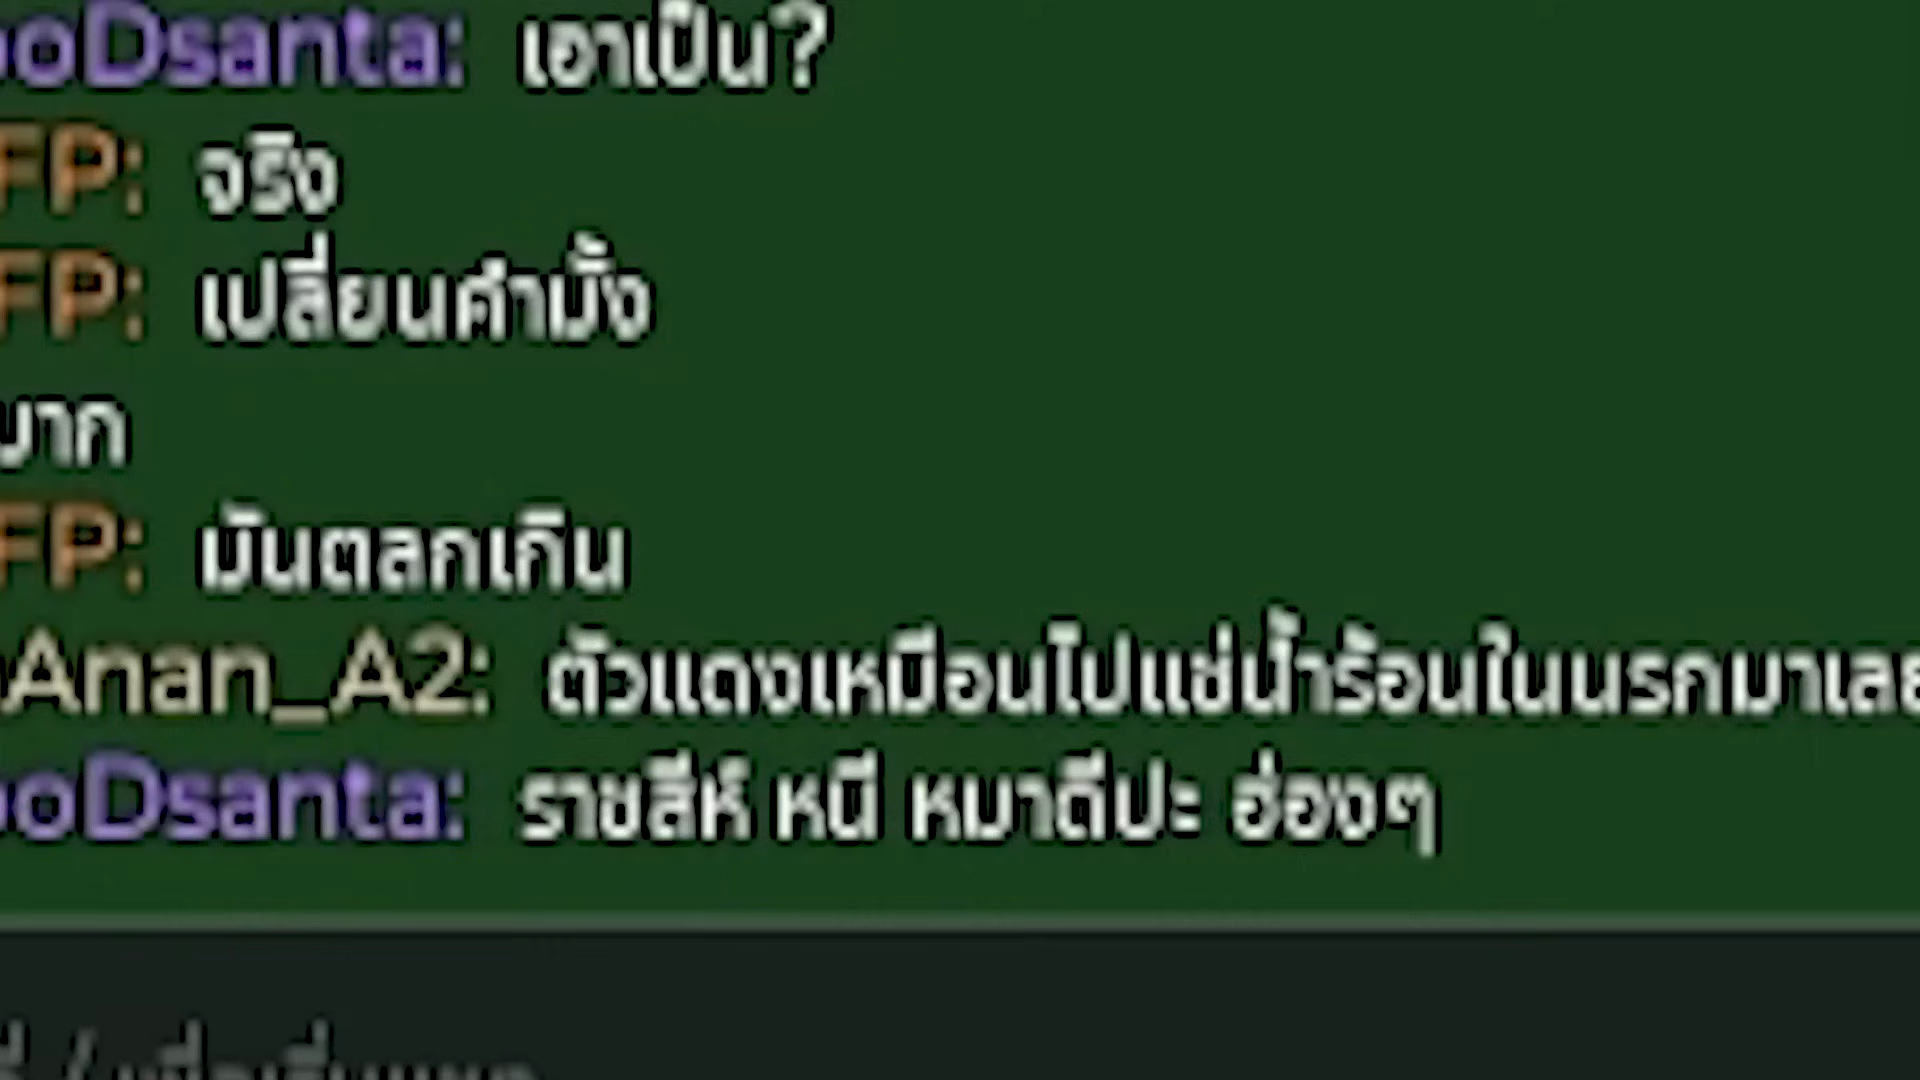 oDsanta: เอาเป็น?
FP: จริง
FP: เปลี่ยนคำมั้ง
มาก
FP: มันตลกเกิน
Anan_A2: ตัวแดงเหมือนไปแช่น้ำร้อนในนรกมาเลย
oDsanta: ราชสีห์ หนี หมาดีปะ ฮ่องๆ